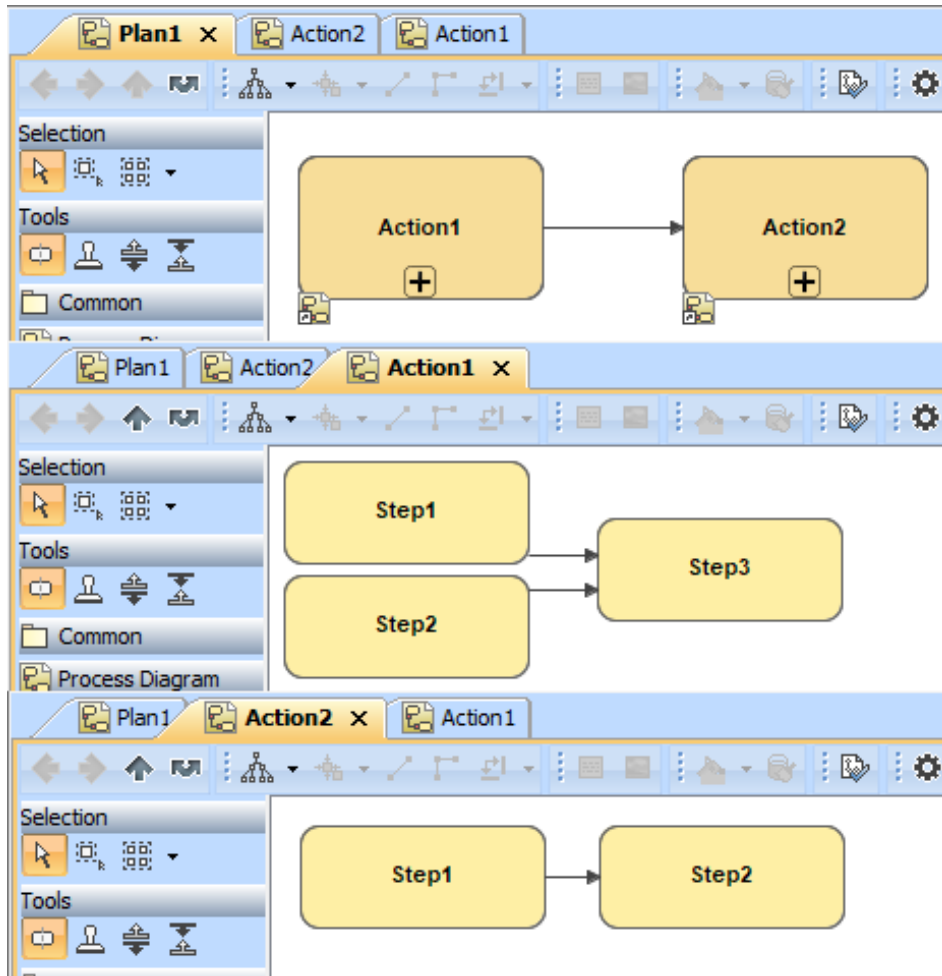 Plan1 Action2 Action1
Selection
Tools
Common
Action1 Action2
Plan1 Action2 Action1
Selection
Tools
Common
Process Diagram
Step1
Step2
Step3
Plan1 Action2 Action1
Selection
Tools
Step1 Step2